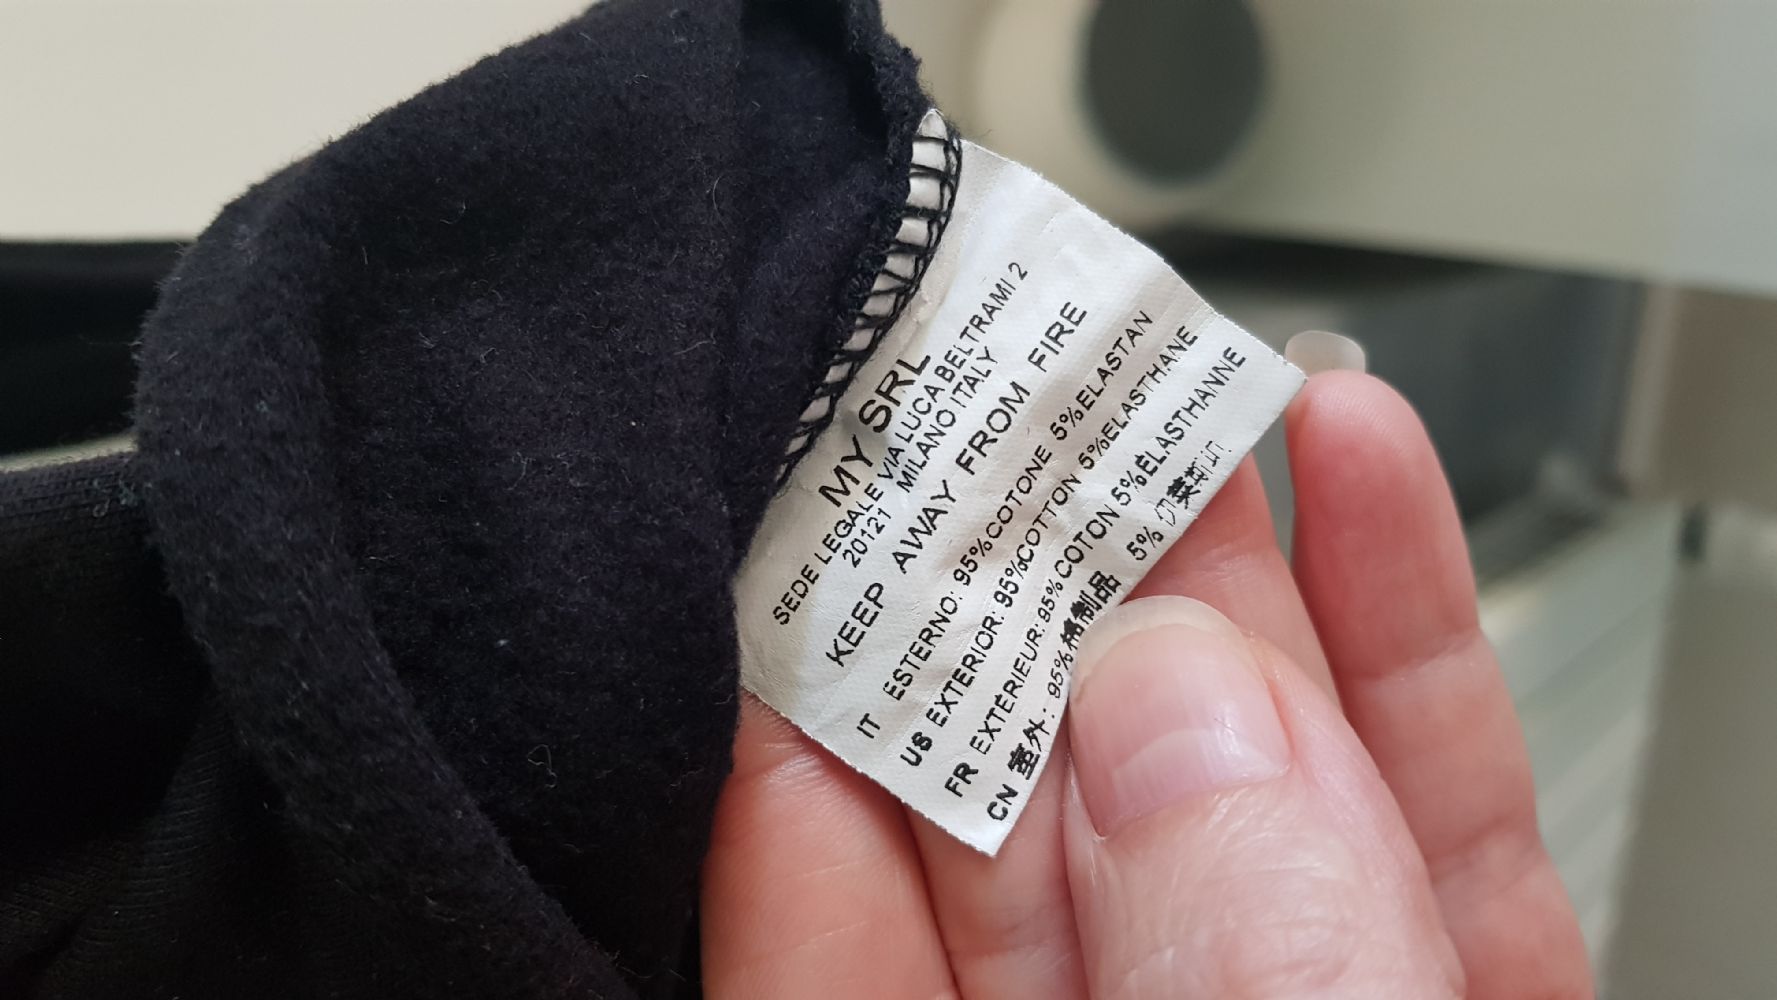 MY SRL
SEDE LEGALE VIA LUCA BELTRAMI 2
20121 MILANO ITALY
KEEP AWAY FROM FIRE
IT ESTERNO: 95%COTONE 5%ELASTAN
US EXTERIOR: 95%COTTON 5%ELASTHANE
FR EXTÉRIEUR:95%COTON 5%ÉLASTHANNE
CN 室外: 95%棉制品 5%